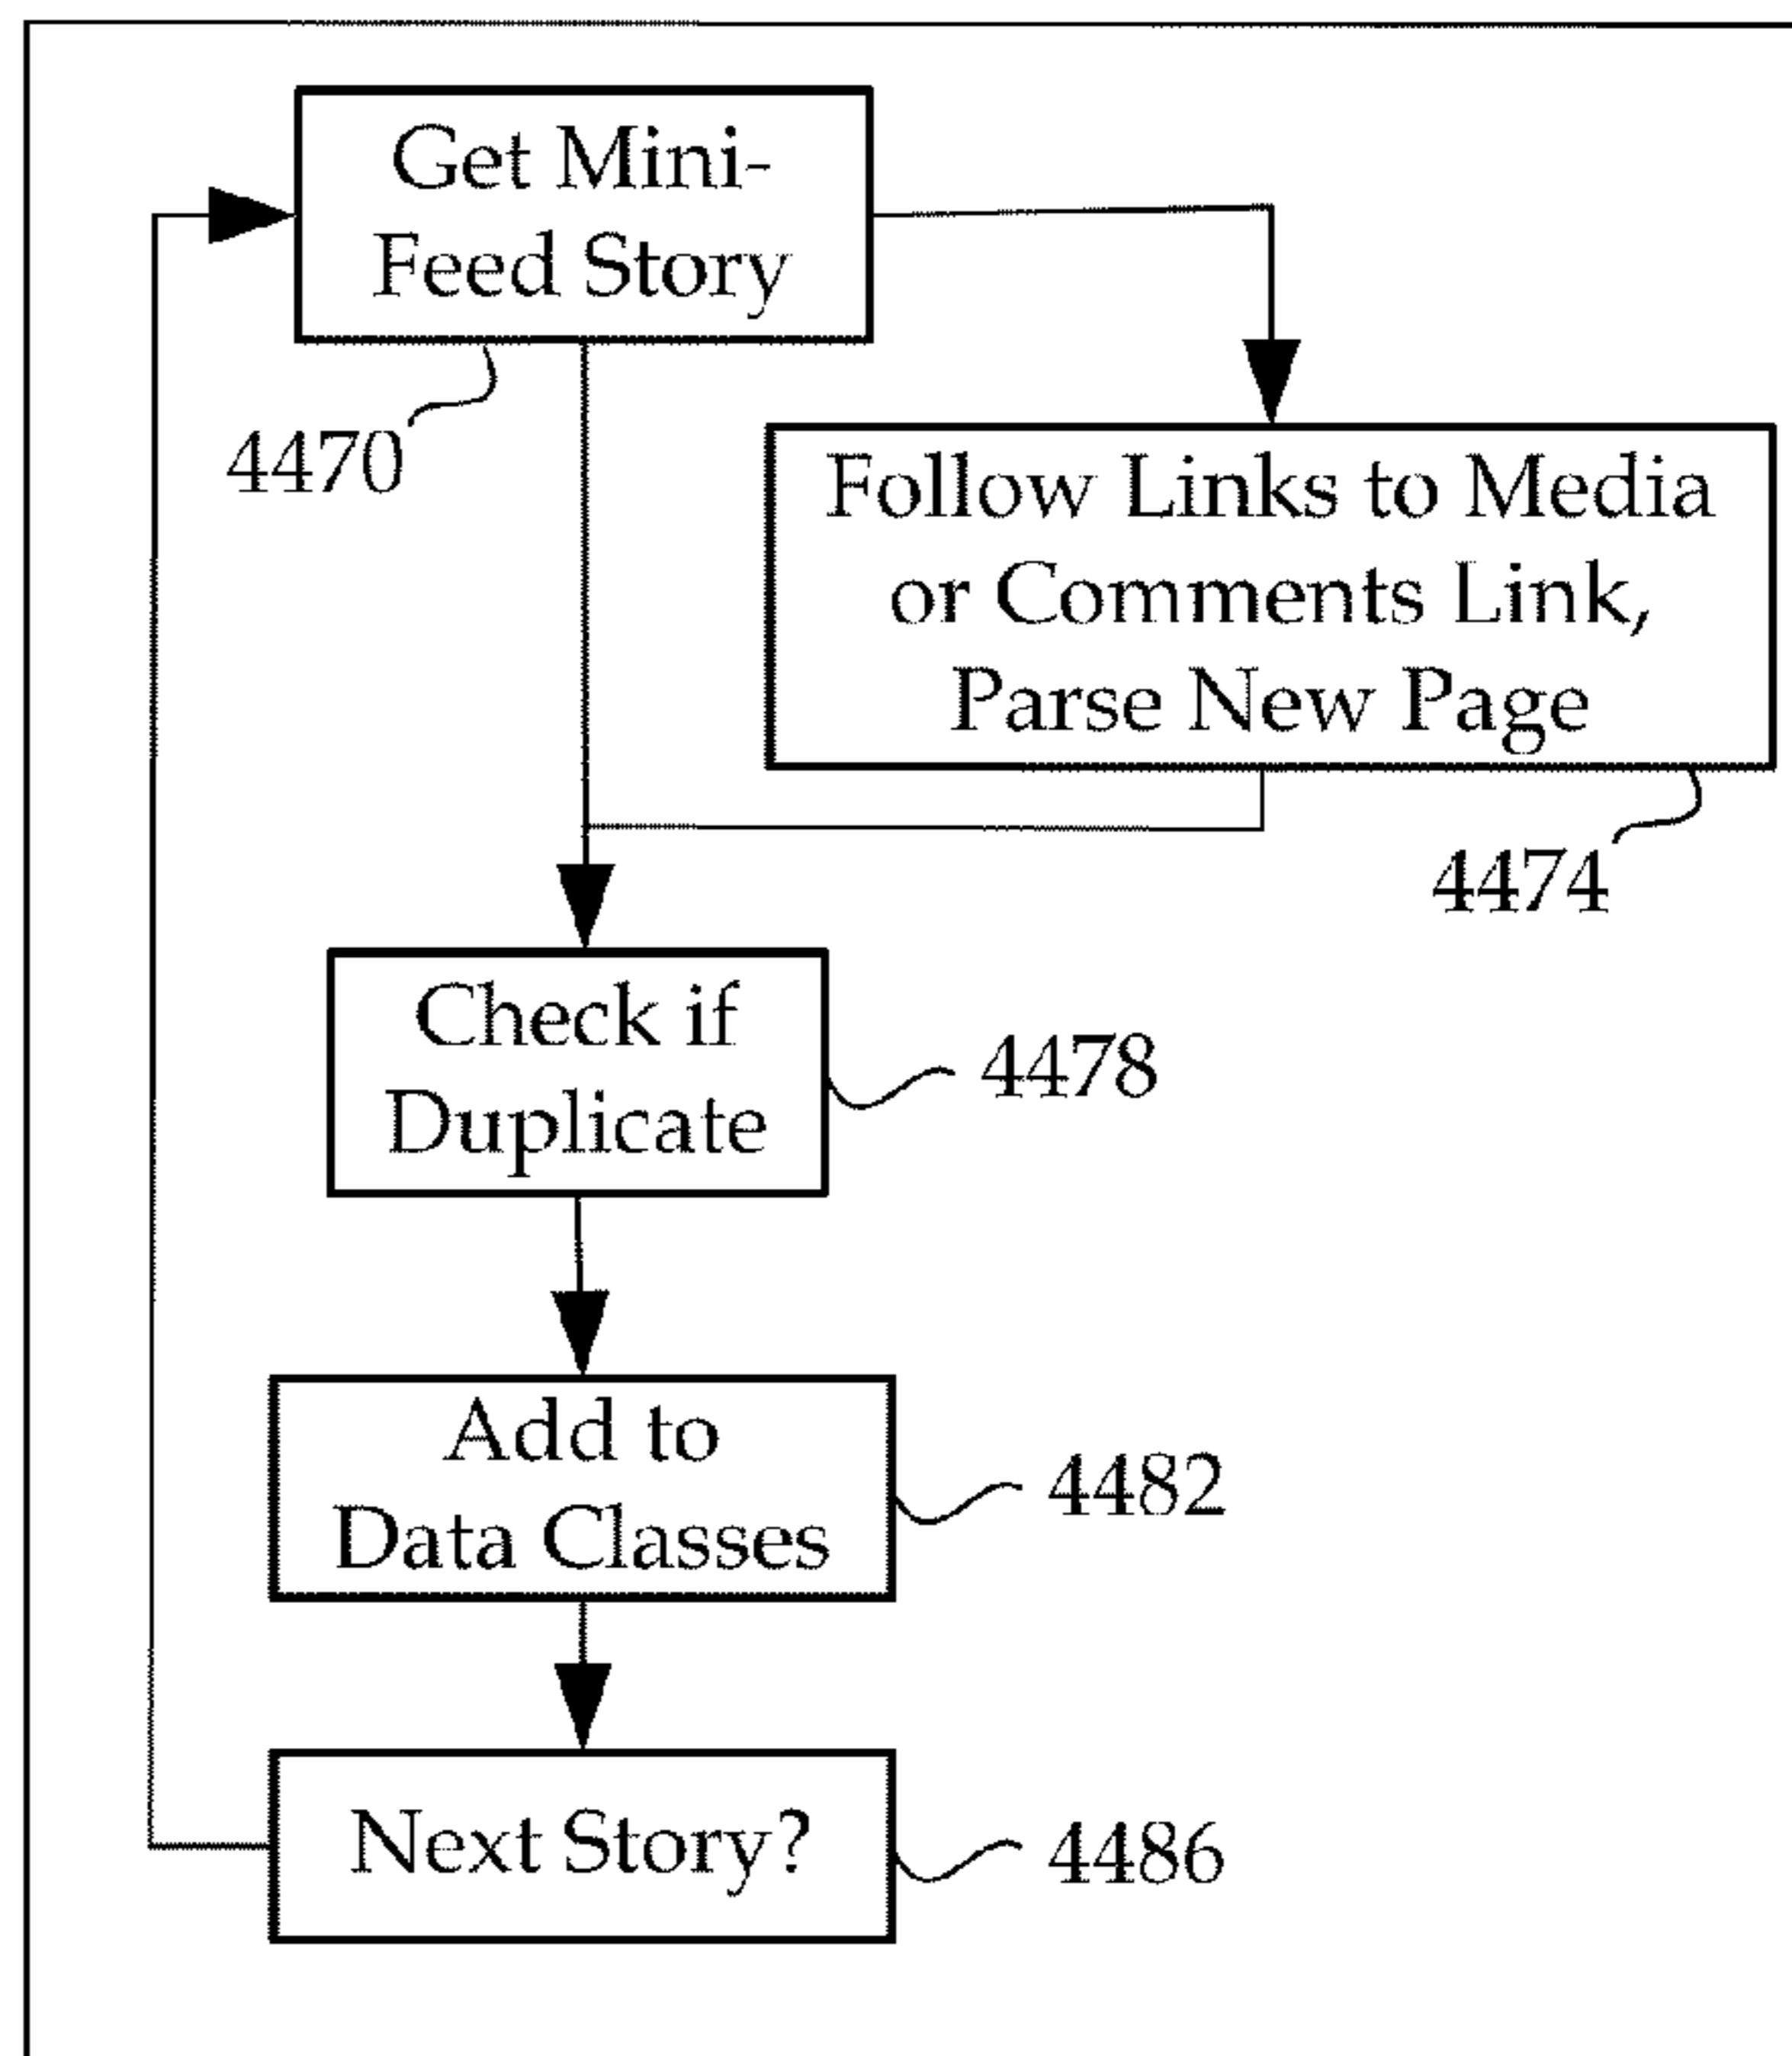 Get Mini-
Feed Story
4470
Follow Links to Media
or Comments Link,
Parse New Page
4474
Check if
Duplicate
4478
Add to
Data Classes
4482
Next Story?
4486